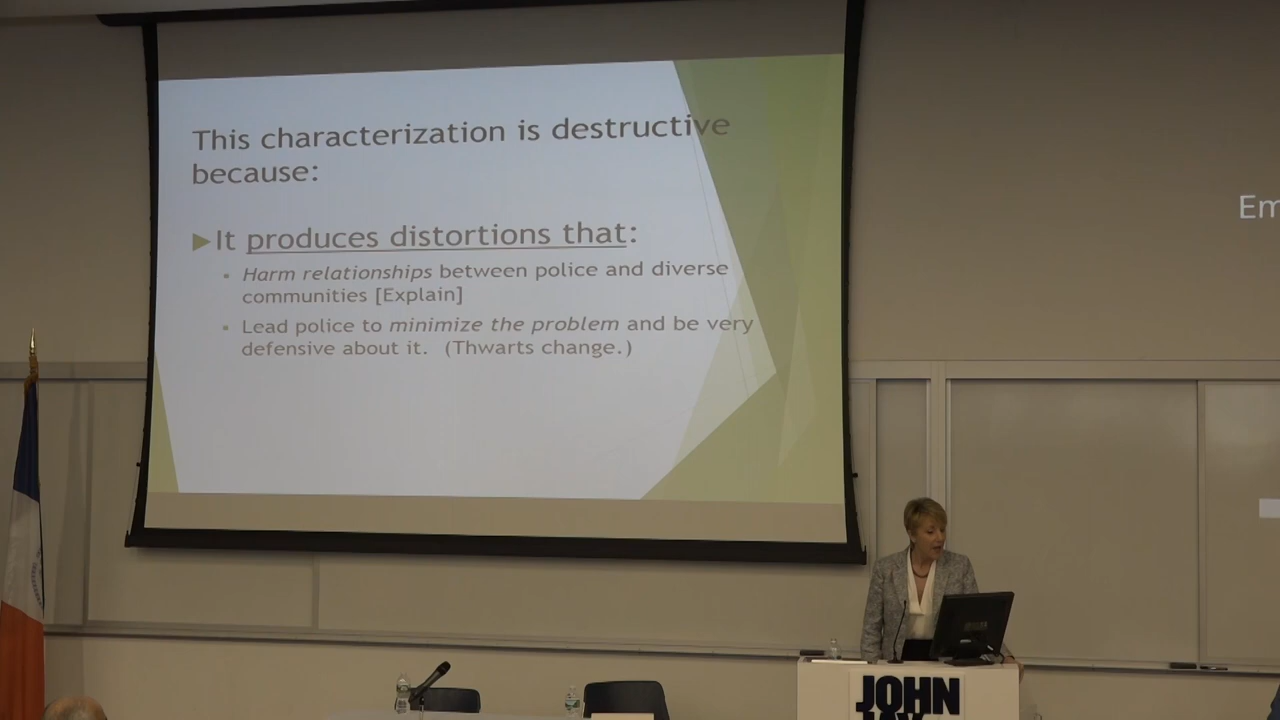 This characterization is destructive
because:
▶It produces distortions that:
▪ Harm relationships between police and diverse
communities [Explain]
▪ Lead police to minimize the problem and be very
defensive about it. (Thwarts change.)
Em
JOHN
JAY